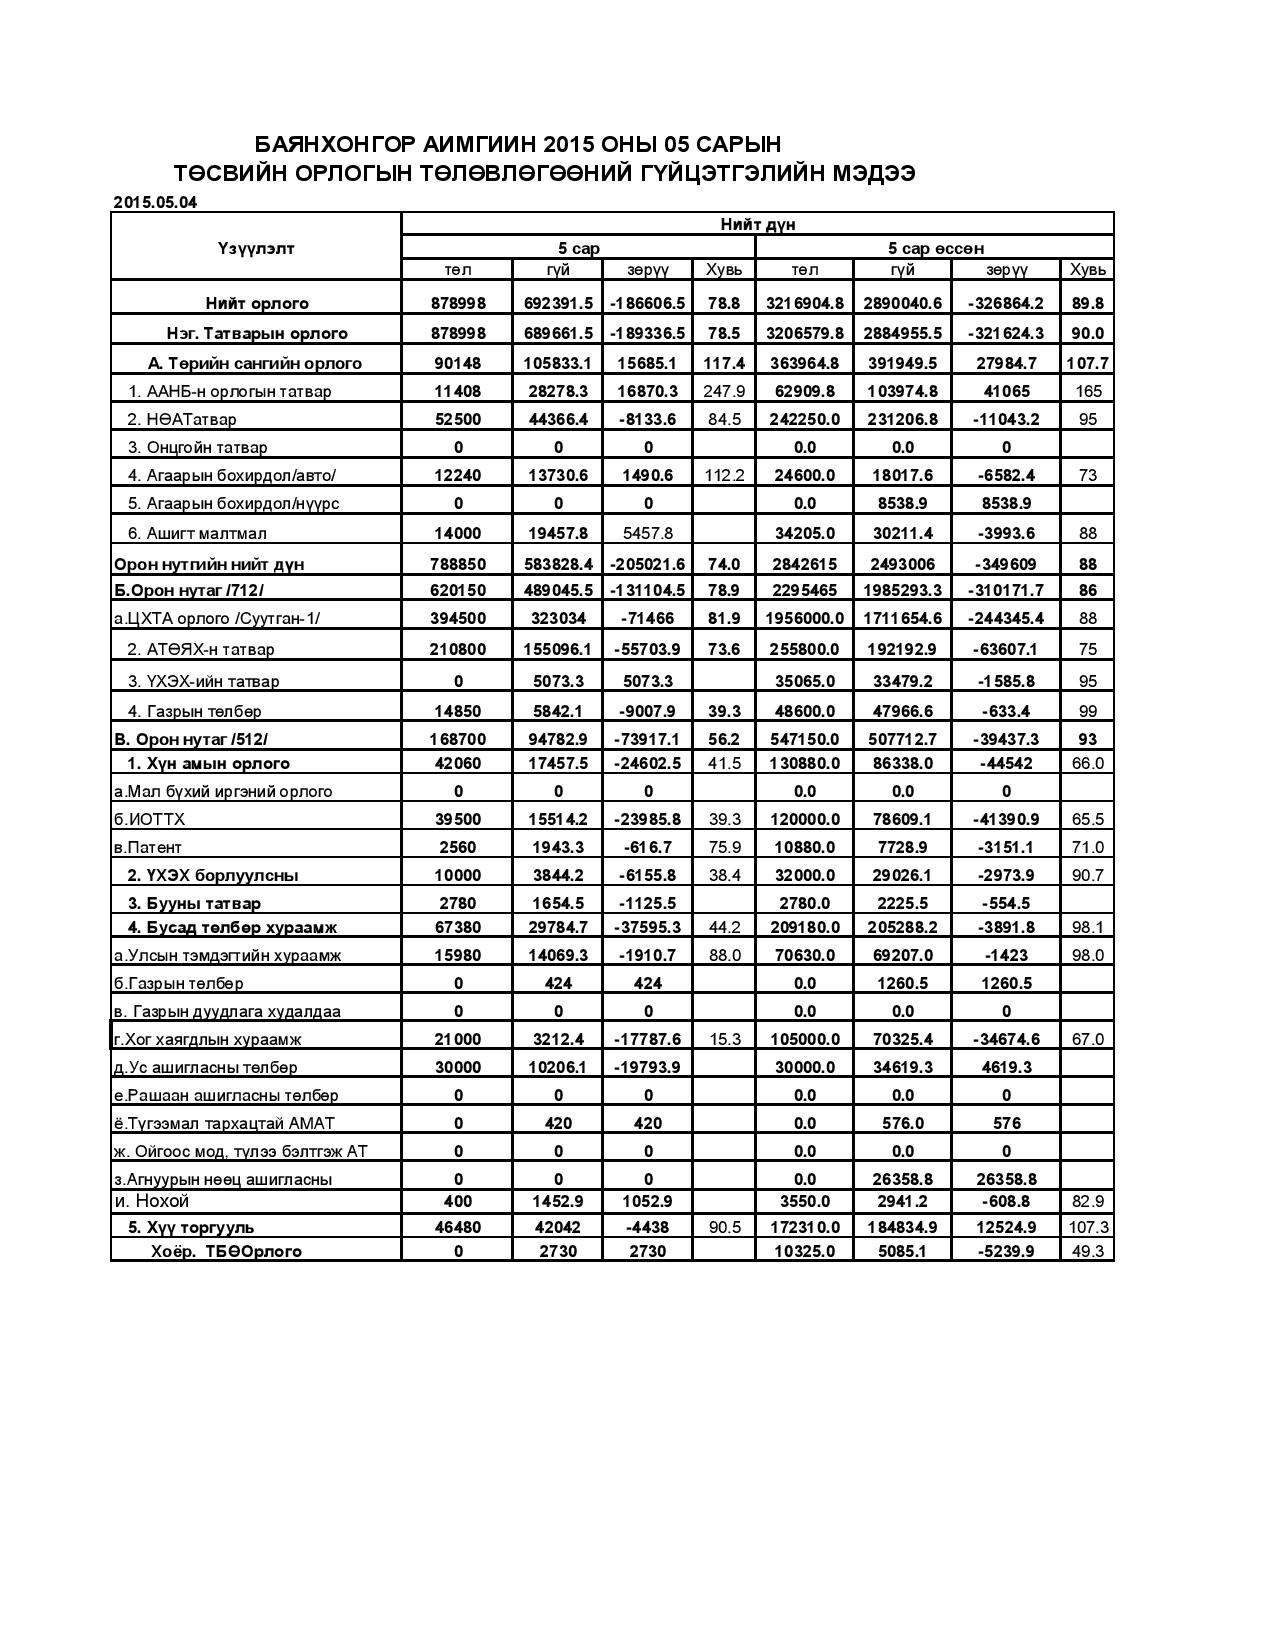 БАЯНХОНГОР АИМГИИН 2015 ОНЫ 05 САРЫН
ТӨСВИЙН ОРЛОГЫН ТӨЛӨВЛӨГӨӨНИЙ ГҮЙЦЭТГЭЛИЙН МЭДЭЭ
2015.05.04
Үзүүлэлт Нийт дүн
5 сар 5 сар өссөн
төл гүй зөрүү Хувь төл гүй зөрүү Хувь
Нийт орлого 878998 692391.5 -186606.5 78.8 3216904.8 2890040.6 -326864.2 89.8
Нэг. Татварын орлого 878998 689661.5 -189336.5 78.5 3206579.8 2884955.5 -321624.3 90.0
А. Төрийн сангийн орлого 90148 105833.1 15685.1 117.4 363964.8 391949.5 27984.7 107.7
1. ААНБ-н орлогын татвар 11408 28278.3 16870.3 247.9 62909.8 103974.8 41065 165
2. НӨАТатвар 52500 44366.4 -8133.6 84.5 242250.0 231206.8 -11043.2 95
3. Онцгойн татвар 0 0 0 0.0 0.0 0
4. Агаарын бохирдол/авто/ 12240 13730.6 1490.6 112.2 24600.0 18017.6 -6582.4 73
5. Агаарын бохирдол/нүүрс 0 0 0 0.0 8538.9 8538.9
6. Ашигт малтмал 14000 19457.8 5457.8 34205.0 30211.4 -3993.6 88
Орон нутгийн нийт дүн 788850 583828.4 -205021.6 74.0 2842615 2493006 -349609 88
Б.Орон нутаг /712/ 620150 489045.5 -131104.5 78.9 2295465 1985293.3 -310171.7 86
а.ЦХТА орлого /Суутган-1/ 394500 323034 -71466 81.9 1956000.0 1711654.6 -244345.4 88
2. АТӨЯХ-н татвар 210800 155096.1 -55703.9 73.6 255800.0 192192.9 -63607.1 75
3. ҮХЭХ-ийн татвар 0 5073.3 5073.3 35065.0 33479.2 -1585.8 95
4. Газрын төлбөр 14850 5842.1 -9007.9 39.3 48600.0 47966.6 -633.4 99
В. Орон нутаг /512/ 168700 94782.9 -73917.1 56.2 547150.0 507712.7 -39437.3 93
1. Хүн амын орлого 42060 17457.5 -24602.5 41.5 130880.0 86338.0 -44542 66.0
а.Мал бүхий иргэний орлого 0 0 0 0.0 0.0 0
б.ИОТТХ 39500 15514.2 -23985.8 39.3 120000.0 78609.1 -41390.9 65.5
в.Патент 2560 1943.3 -616.7 75.9 10880.0 7728.9 -3151.1 71.0
2. ҮХЭХ борлуулсны 10000 3844.2 -6155.8 38.4 32000.0 29026.1 -2973.9 90.7
3. Бууны татвар 2780 1654.5 -1125.5 2780.0 2225.5 -554.5
4. Бусад төлбөр хураамж 67380 29784.7 -37595.3 44.2 209180.0 205288.2 -3891.8 98.1
а.Улсын тэмдэгтийн хураамж 15980 14069.3 -1910.7 88.0 70630.0 69207.0 -1423 98.0
б.Газрын төлбөр 0 424 424 0.0 1260.5 1260.5
в. Газрын дуудлага худалдаа 0 0 0 0.0 0.0 0
г.Хог хаягдлын хураамж 21000 3212.4 -17787.6 15.3 105000.0 70325.4 -34674.6 67.0
д.Ус ашигласны төлбөр 30000 10206.1 -19793.9 30000.0 34619.3 4619.3
е.Рашаан ашигласны төлбөр 0 0 0 0.0 0.0 0
ё.Түгээмал тархацтай АМАТ 0 420 420 0.0 576.0 576
ж. Ойгоос мод, түлээ бэлтгэж АТ 0 0 0 0.0 0.0 0
з.Агнуурын нөөц ашигласны 0 0 0 0.0 26358.8 26358.8
и. Нохой 400 1452.9 1052.9 3550.0 2941.2 -608.8 82.9
5. Хүү торгууль 46480 42042 -4438 90.5 172310.0 184834.9 12524.9 107.3
Хоёр. ТБӨОрлого 0 2730 2730 10325.0 5085.1 -5239.9 49.3